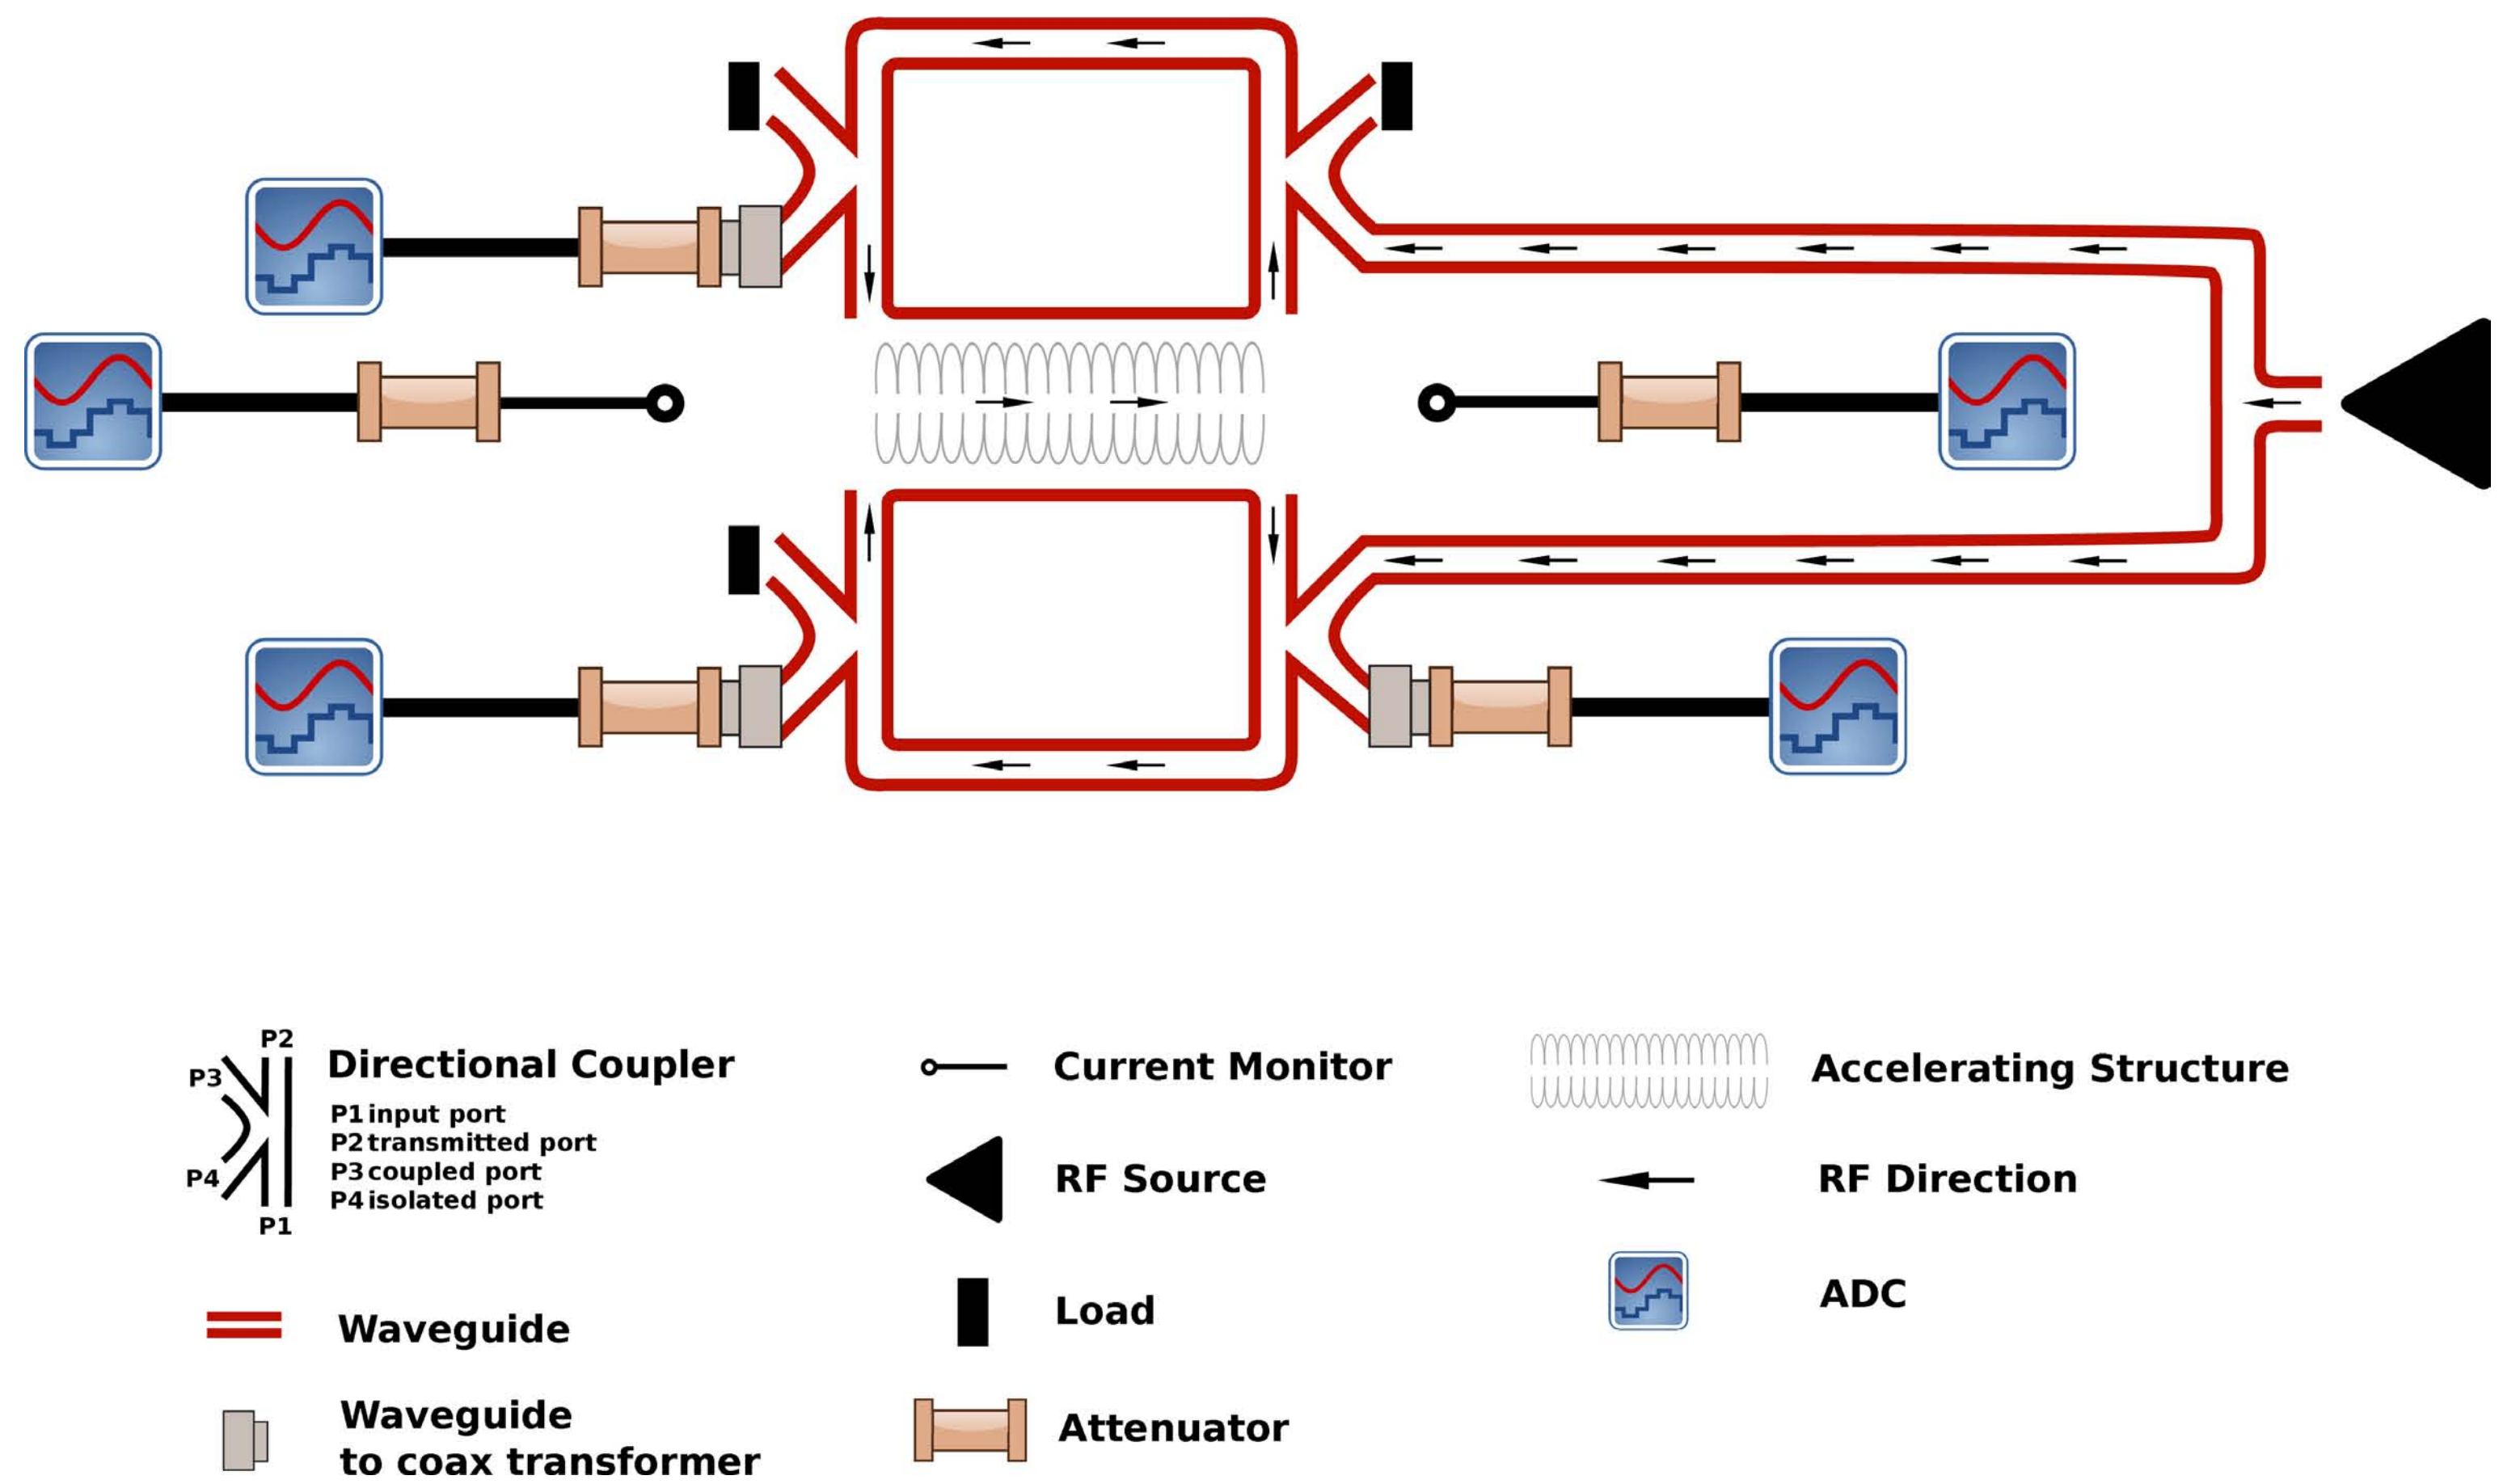 P2
P3
P4
P1
Directional Coupler
P1 input port
P2 transmitted port
P3 coupled port
P4 isolated port
Waveguide
Waveguide
to coax transformer
Current Monitor
RF Source
Load
Attenuator
Accelerating Structure
RF Direction
ADC